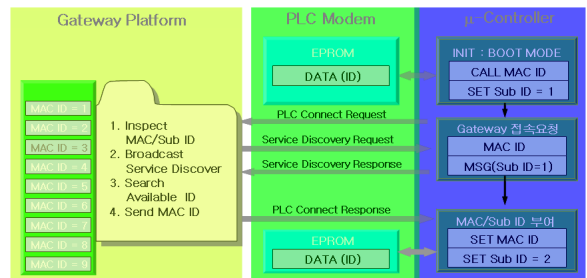 Gateway Platform
MAC ID = 1
MAC ID = 2
MAC ID = 3
MAC ID = 4
MAC ID = 5
MAC ID = 6
MAC ID = 7
MAC ID = 8
MAC ID = 9
1. Inspect
MAC/Sub ID
2. Broadcast
Service Discover
3. Search
Available ID
4. Send MAC ID
PLC Modem
EPROM
DATA (ID)
PLC Connect Request
Service Discovery Request
Service Discovery Response
PLC Connect Response
EPROM
DATA (ID)
μ-Controller
INIT : BOOT MODE
CALL MAC ID
SET Sub ID = 1
Gateway 접속요청
MAC ID
MSG(Sub ID=1)
MAC/Sub ID 부여
SET MAC ID
SET Sub ID = 2